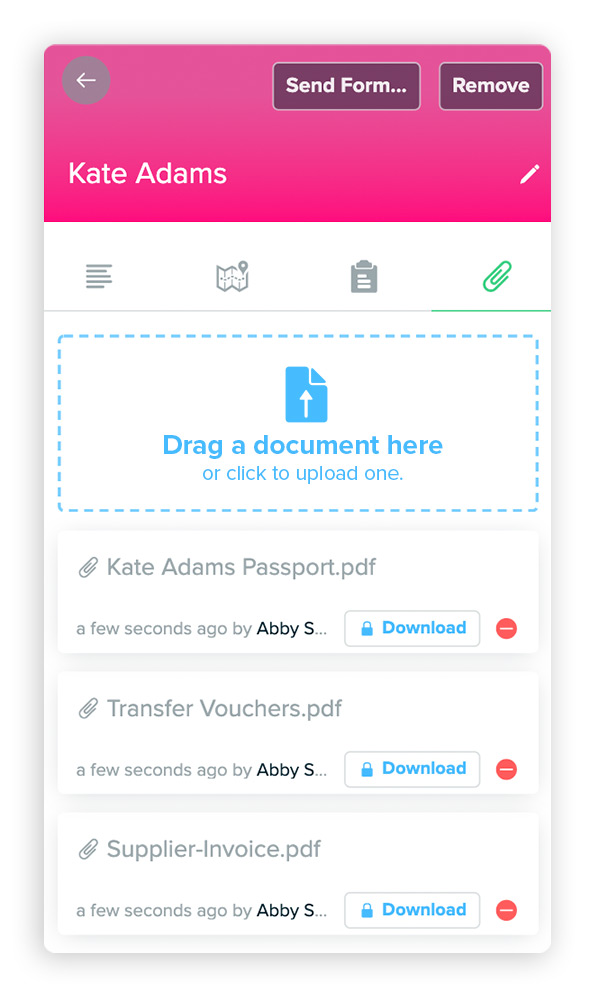 Send Form...
Remove
Kate Adams
Drag a document here
or click to upload one.
Kate Adams Passport.pdf
a few seconds ago by Abby S...
Download
Transfer Vouchers.pdf
a few seconds ago by Abby S...
Download
Supplier-Invoice.pdf
a few seconds ago by Abby S...
Download